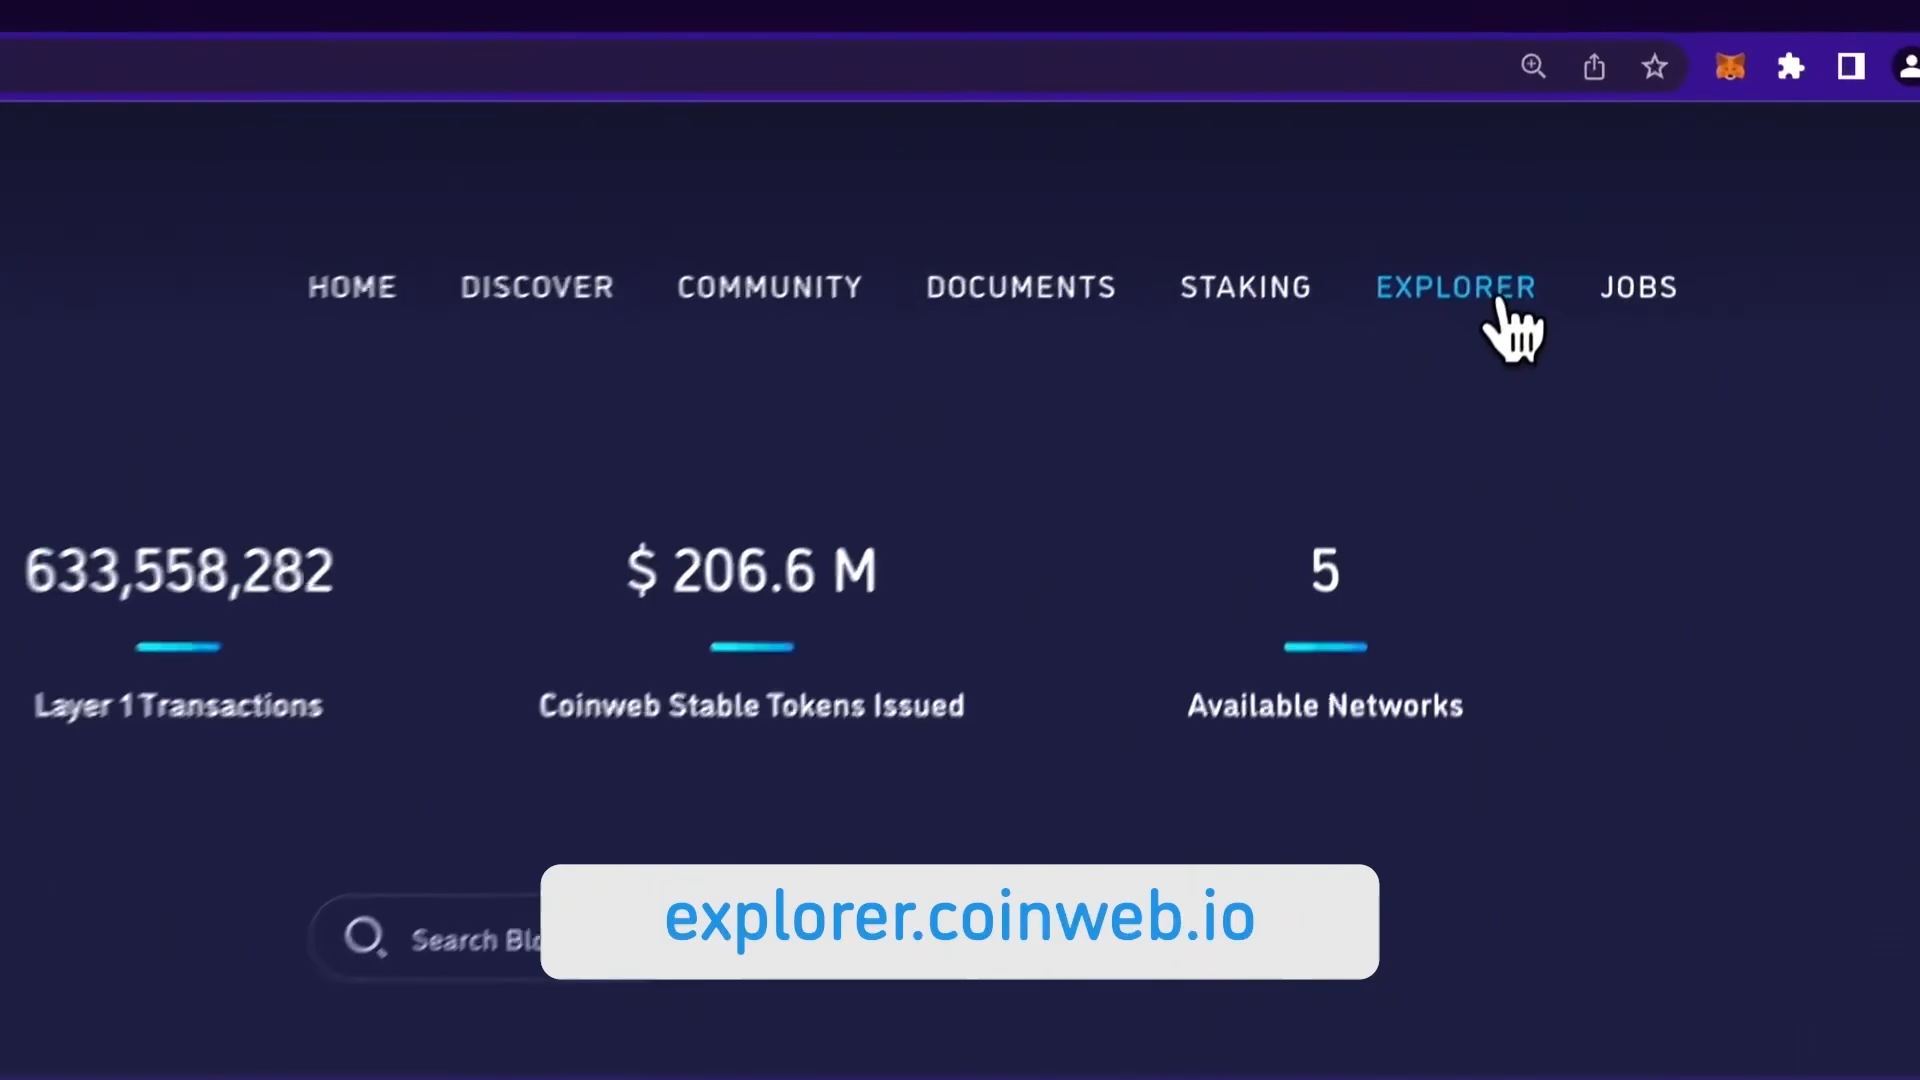 HOME DISCOVER COMMUNITY DOCUMENTS STAKING EXPLORER JOBS
633,558,282 $ 206.6 M 5
Layer 1 Transactions Coinweb Stable Tokens Issued Available Networks
Search
explorer.coinweb.io